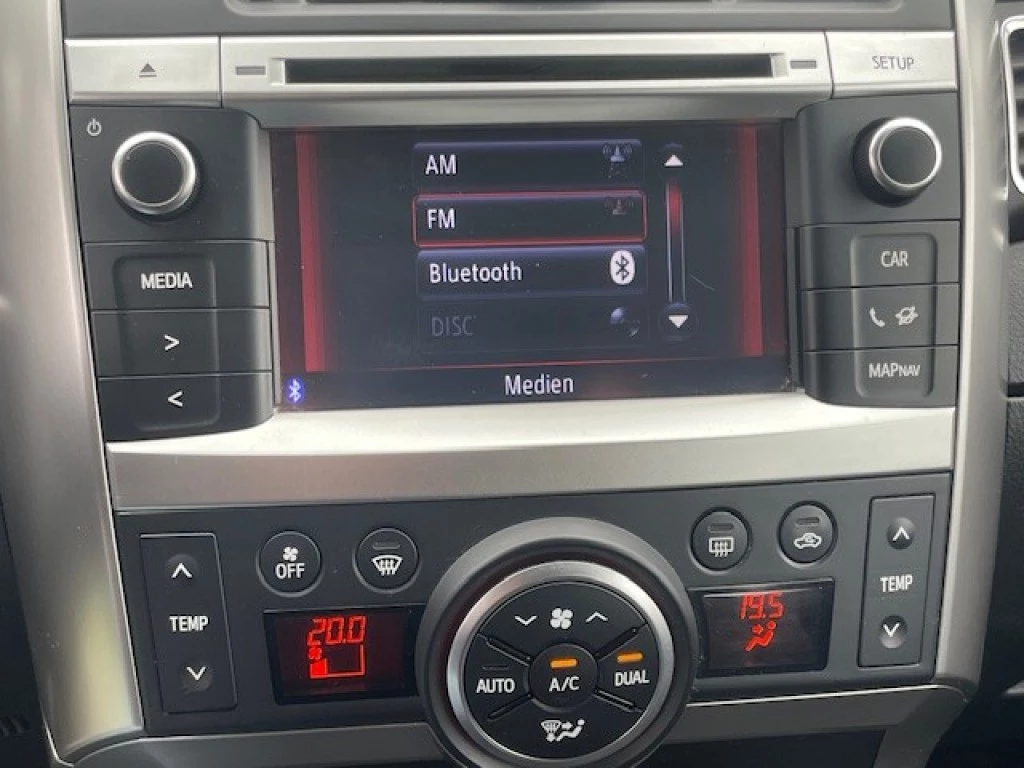 SETUP
AM
FM
MEDIA
Bluetooth
CAR
DISC
MAPNAV
>
<
Medien
OFF
TEMP
20.0
19.5
TEMP
AUTO
A/C
DUAL